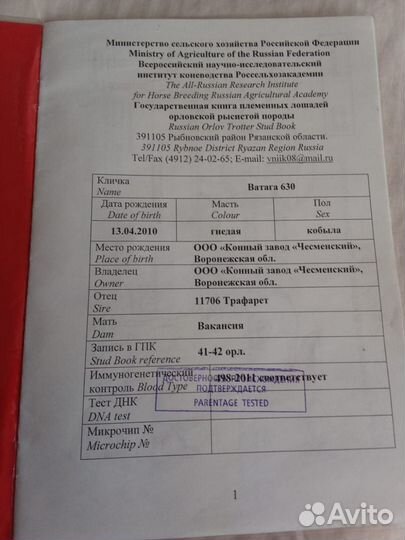 Министерство сельского хозяйства Российской Федерации
Ministry of Agriculture of the Russian Federation
Всероссийский научно-исследовательский
институт коневодства Россельхозакадемии
The All-Russian Research Institute
for Horse Breeding Russian Agricultural Academy
Государственная книга племенных лошадей
орловской рысистой породы
Russian Orlov Trotter Stud Book
391105 Рыбновский район Рязанской области.
391105 Rybnoe District Ryazan Region Russia
Tel/Fax (4912) 24-02-65; E-mail: vniik08@mail.ru
Кличка
Name
Ватага 630
Дата рождения
Date of birth
Масть
Colour
Пол
Sex
13.04.2010
гнедая
кобыла
Место рождения
Place of birth
ООО «Конный завод «Чесменский»,
Воронежская обл.
Владелец
Owner
ООО «Конный завод «Чесменский»,
Воронежская обл.
Отец
Sire
11706 Трафарет
Мать
Dam
Вакансия
Запись в ГПК
Stud Book reference
41-42 орл.
Иммуногенетический
контроль Blood Type
498-2011 соответствует
ДОСТОВЕРНОСТЬ ПРОИСХОЖДЕНИЯ
ПОДТВЕРЖДАЕТСЯ
PARENTAGE TESTED
Тест ДНК
DNA test
Микрочип №
Microchip №
1
Avito